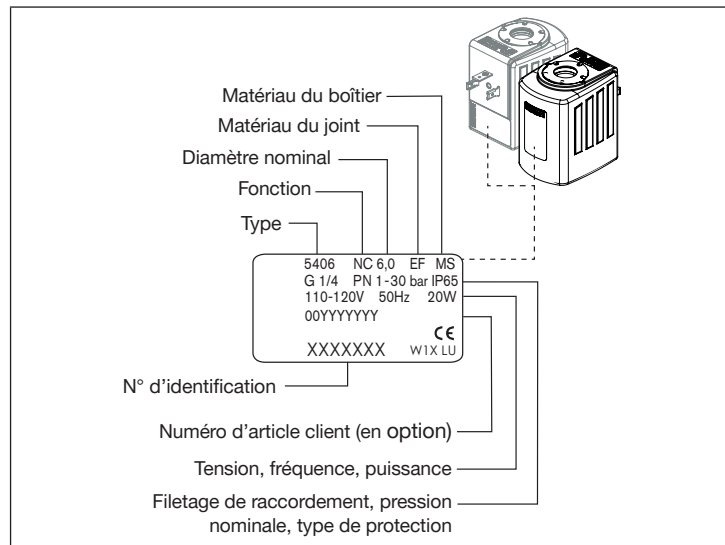 Matériau du boîtier
Matériau du joint
Diamètre nominal
Fonction
Type
5406 NC 6,0 EF MS
G 1/4 PN 1-30 bar IP65
110-120V 50Hz 20W
00YYYYYYY
CE
XXXXXXX W1X LU
N° d’identification
Numéro d’article client (en option)
Tension, fréquence, puissance
Filetage de raccordement, pression
nominale, type de protection